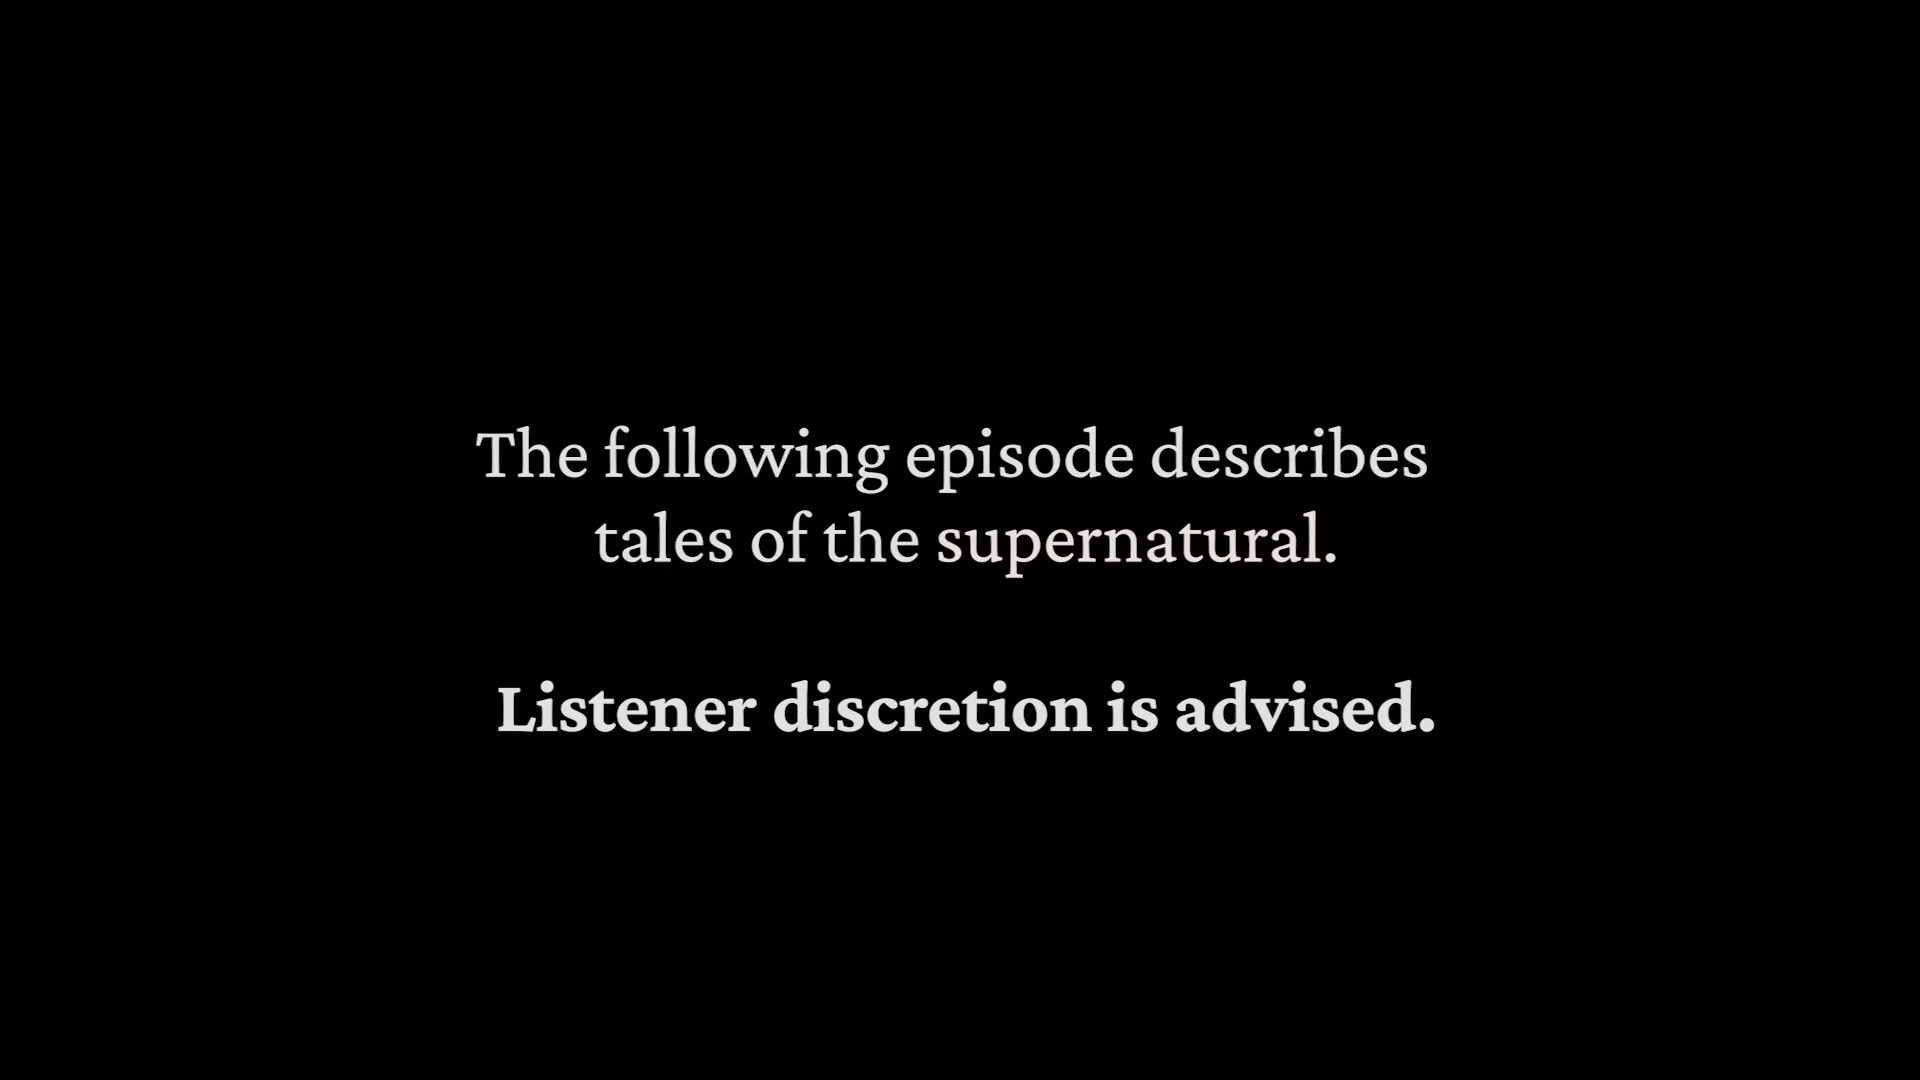 The following episode describes
tales of the supernatural.
Listener discretion is advised.